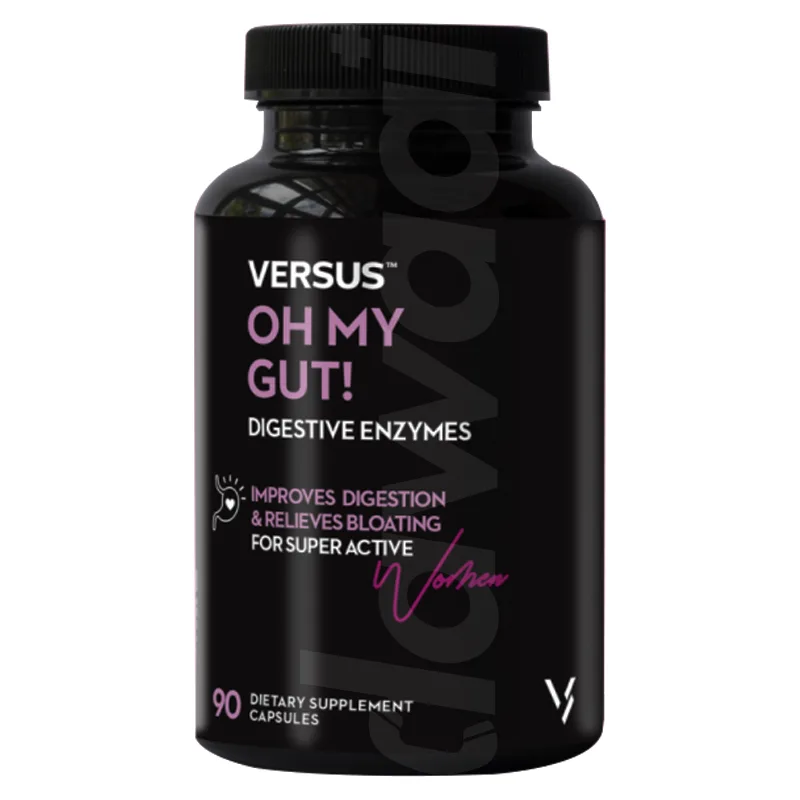 VERSUS™
OH MY
GUT!
DIGESTIVE ENZYMES
IMPROVES DIGESTION
& RELIEVES BLOATING
FOR SUPER ACTIVE
Women
90 DIETARY SUPPLEMENT
CAPSULES